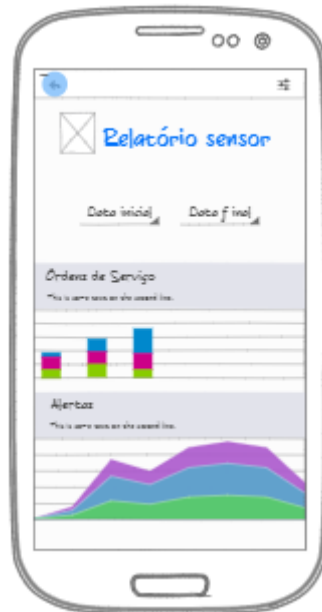 Relatório sensor
Data inicial Data final
Órdens de Serviço
This is some text on the second line.
Alertas
This is some text on the second line.